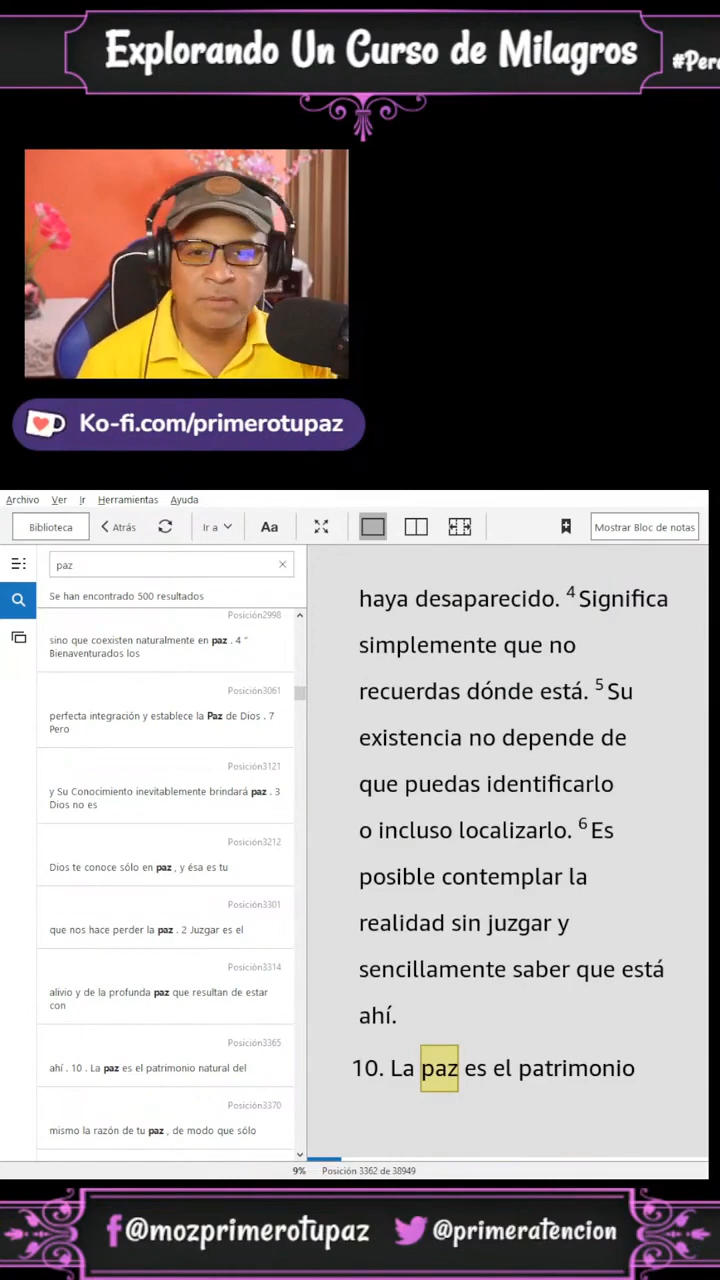 Explorando Un Curso de Milagros
Ko-fi.com/primerotupaz
Archivo Ver Ir Herramientas Ayuda
Biblioteca Atrás Ir a Aa Mostrar Bloc de notas
paz
Se han encontrado 500 resultados
Posición2998
sino que coexisten naturalmente en paz . 4 “
Bienaventurados los
Posición3061
perfecta integración y establece la Paz de Dios . 7
Pero
Posición3121
y Su Conocimiento inevitablemente brindará paz . 3
Dios no es
Posición3212
Dios te conoce sólo en paz , y ésa es tu
Posición3301
que nos hace perder la paz . 2 Juzgar es el
Posición3314
alivio y de la profunda paz que resultan de estar
con
Posición3365
ahí . 10 . La paz es el patrimonio natural del
Posición3370
mismo la razón de tu paz , de modo que sólo
haya desaparecido. 4 Significa
simplemente que no
recuerdas dónde está. 5 Su
existencia no depende de
que puedas identificarlo
o incluso localizarlo. 6 Es
posible contemplar la
realidad sin juzgar y
sencillamente saber que está
ahí.
10. La paz es el patrimonio
9% Posición 3362 de 38949
@mozprimerotupaz @primeratencion